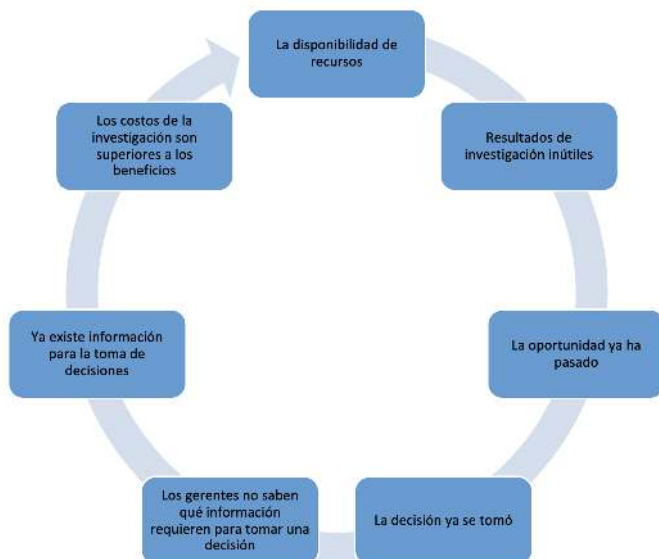 La disponibilidad de
recursos
Resultados de
investigación inútiles
La oportunidad ya ha
pasado
La decisión ya se tomó
Los gerentes no saben
qué información
requieren para tomar una
decisión
Ya existe información
para la toma de
decisiones
Los costos de la
investigación son
superiores a los
beneficios